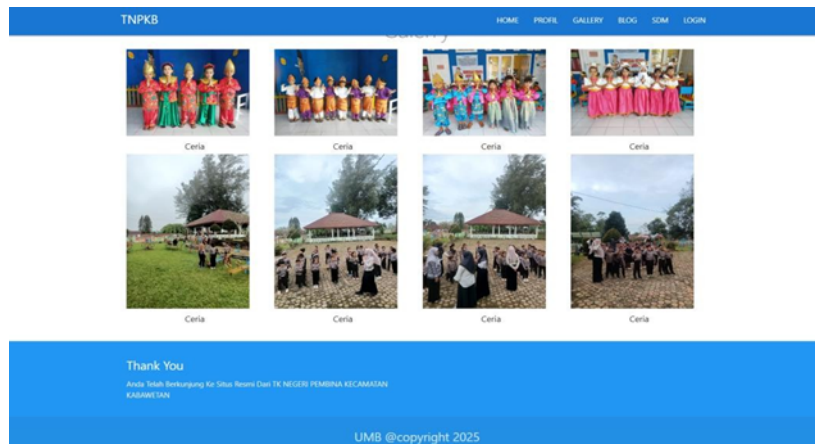 TNPKB
HOME PROFIL GALLERY BLOG SDM LOGIN
Galerry
Ceria Ceria Ceria Ceria
Ceria Ceria Ceria Ceria
Thank You
Anda Telah Berkunjung Ke Situs Resmi Dari TK NEGERI PEMBINA KECAMATAN
KABAWETAN
UMB @copyright 2025